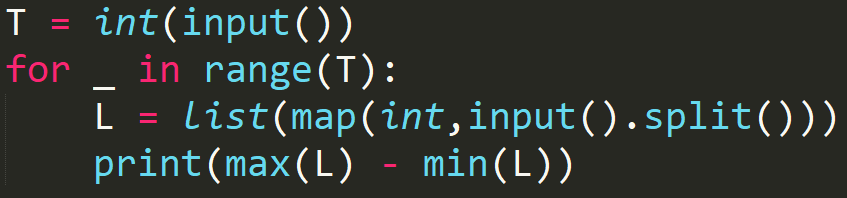 T = int(input())
for _ in range(T):
    L = list(map(int,input().split()))
    print(max(L) - min(L))